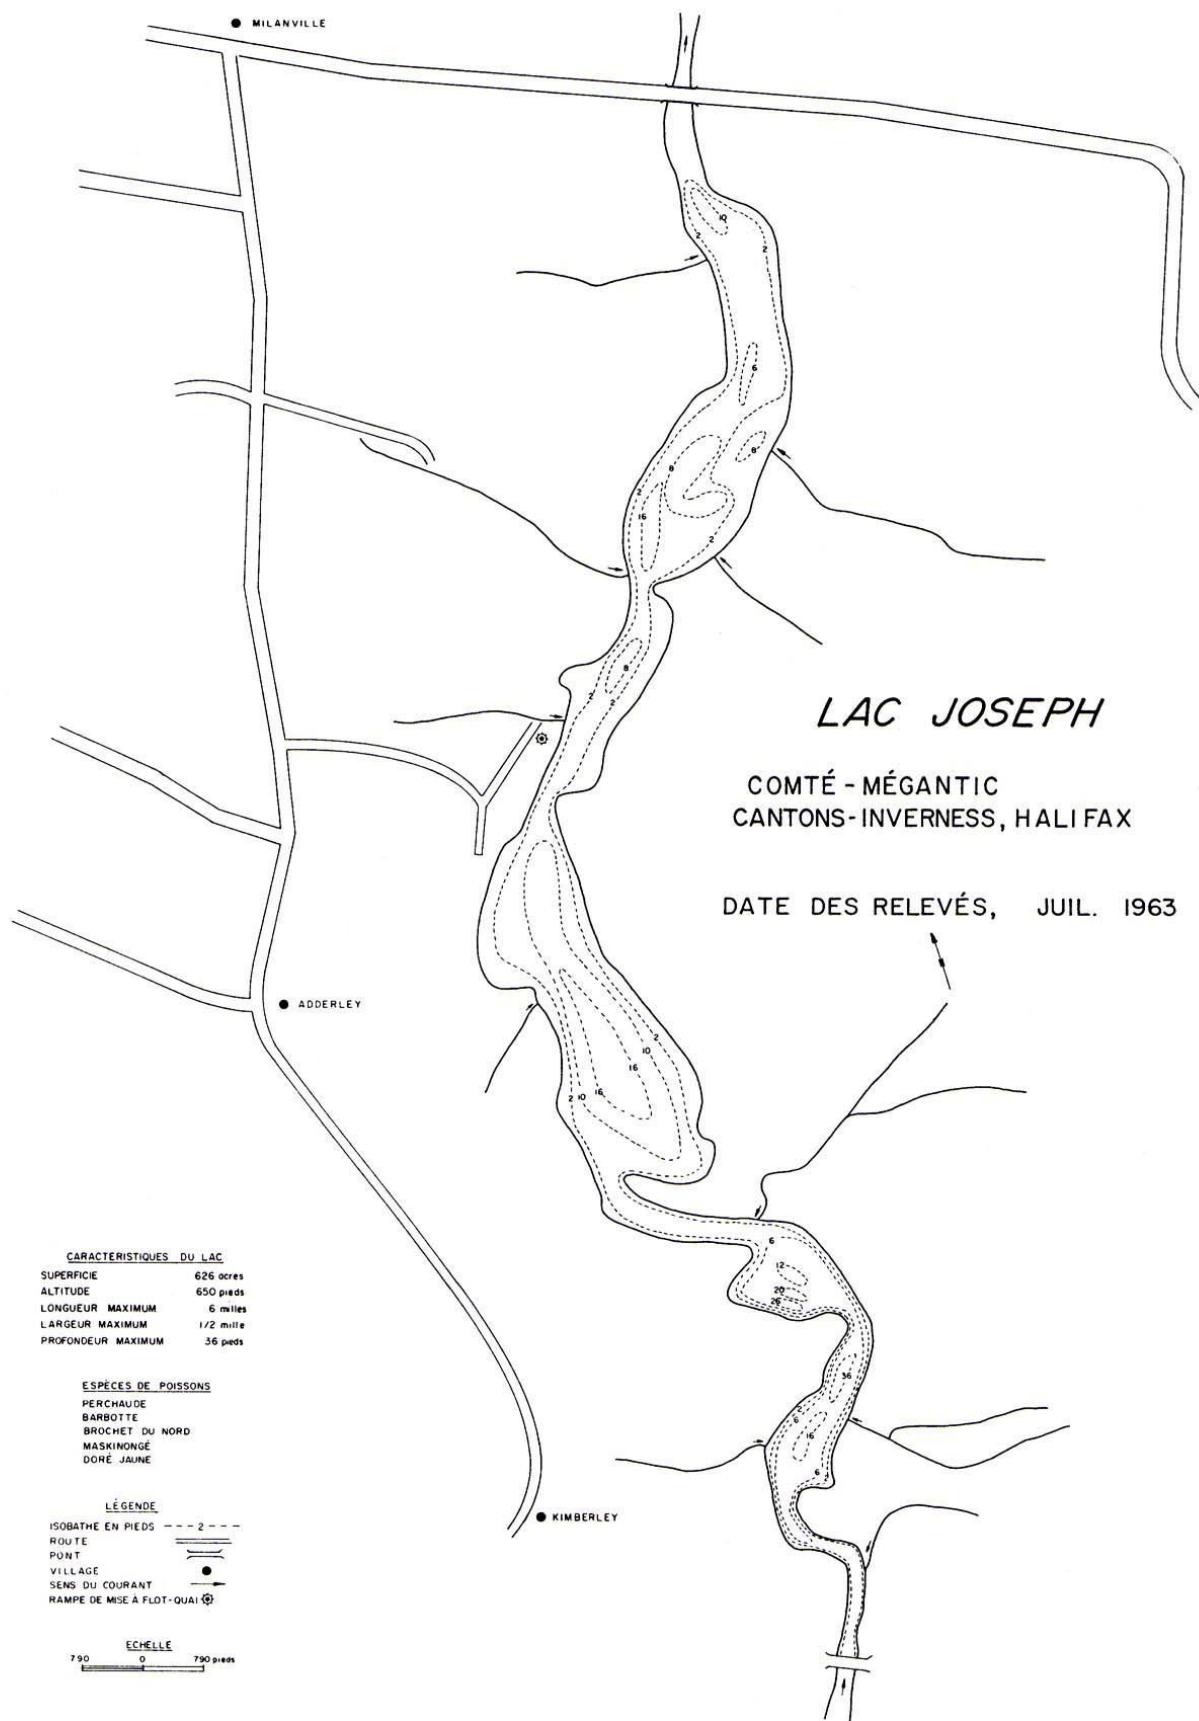 MILANVILLE
10
2
2
6
8
8
2
16
2
8
2
2
LAC JOSEPH
COMTÉ - MÉGANTIC
CANTONS-INVERNESS, HALIFAX
DATE DES RELEVÉS, JUIL. 1963
ADDERLEY
2
10
16
2 10 16
6
12
20
26
36
2
6
16
6 2
CARACTERISTIQUES DU LAC
SUPERFICIE 626 acres
ALTITUDE 650 pieds
LONGUEUR MAXIMUM 6 milles
LARGEUR MAXIMUM 1/2 mille
PROFONDEUR MAXIMUM 36 pieds
ESPÈCES DE POISSONS
PERCHAUDE
BARBOTTE
BROCHET DU NORD
MASKINONGÉ
DORÉ JAUNE
LÉGENDE
ISOBATHE EN PIEDS 2
ROUTE
PONT
VILLAGE
SENS DU COURANT
RAMPE DE MISE À FLOT-QUAI
KIMBERLEY
ECHELLE
790 0 790 pieds